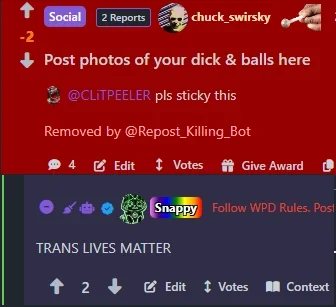 Social 2 Reports chuck_swirsky
-2
Post photos of your dick & balls here
@CLiTPEELER pls sticky this
Removed by @Repost_Killing_Bot
4 Edit Votes Give Award
Snappy Follow WPD Rules. Post
TRANS LIVES MATTER
2 Edit Votes Context